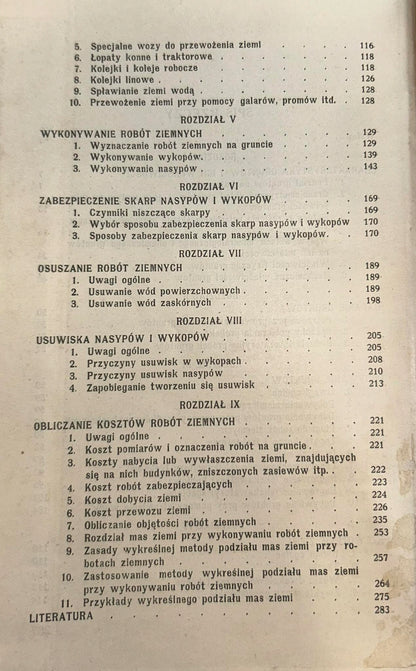 5. Specjalne wozy do przewożenia ziemi . . . . 116
6. Łopaty konne i traktorowe . . . . . . . 118
7. Kolejki i koleje robocze . . . . . . . 118
8. Kolejki linowe . . . . . . . . . . 126
9. Spławianie ziemi wodą . . . . . . . . 128
10. Przewożenie ziemi przy pomocy galarów, promów itd. . 128
ROZDZIAŁ V
WYKONYWANIE ROBÓT ZIEMNYCH . . . . . . . 129
1. Wyznaczanie robót ziemnych na gruncie . . . . 129
2. Wykonywanie wykopów. . . . . . . . . 139
3. Wykonywanie nasypów . . . . . . . . 143
ROZDZIAŁ VI
ZABEZPIECZENIE SKARP NASYPÓW I WYKOPÓW . . . . 169
1. Czynniki niszczące skarpy . . . . . . . 169
2. Wybór sposobu zabezpieczenia skarp nasypów i wykopów 170
3. Sposoby zabezpieczenia skarp nasypów i wykopów. . 170
ROZDZIAŁ VII
OSUSZANIE ROBÓT ZIEMNYCH . . . . . . . . 189
1. Uwagi ogólne . . . . . . . . . . 189
2. Usuwanie wód powierzchownych . . . . . . 189
3. Usuwanie wód zaskórnych . . . . . . . 198
ROZDZIAŁ VIII
USUWISKA NASYPÓW I WYKOPÓW . . . . . . . 205
1. Uwagi ogólne . . . . . . . . . . 205
2. Przyczyny usuwisk w wykopach . . . . . . 208
3. Przyczyny usuwisk nasypów . . . . . . . 210
4. Zapobieganie tworzeniu się usuwisk . . . . . 213
ROZDZIAŁ IX
OBLICZANIE KOSZTÓW ROBÓT ZIEMNYCH . . . . . 221
1. Uwagi ogólne . . . . . . . . . . 221
2. Koszt pomiarów i oznaczenia robót na gruncie . . . 221
3. Koszty nabycia lub wywłaszczenia ziemi, znajdujących
się na nich budynków, zniszczonych zasiewów itp. . . 222
4. Koszt robót zabezpieczających . . . . . . 223
5. Koszt dobycia ziemi . . . . . . . . 224
6. Koszt przewozu ziemi . . . . . . . . 226
7. Obliczanie objętości robót ziemnych . . . . . 235
8. Rozdział mas ziemi przy wykonywaniu robót ziemnych . 253
9. Zasady wykreślnej metody podziału mas ziemi przy ro-
botach ziemnych . . . . . . . . . 257
10. Zastosowanie metody wykreślnej podziału mas ziemi
przy wykonywaniu robót ziemnych . . . . . 264
11. Przykłady wykreślnego podziału mas ziemi . . . . 275
LITERATURA . . . . . . . . . . . . 283